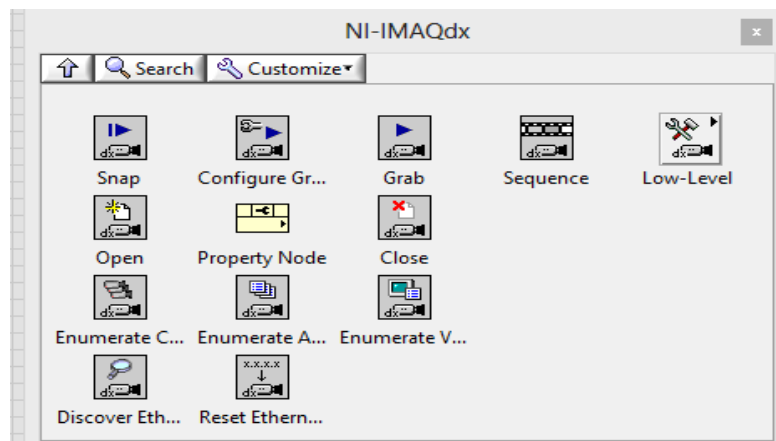 NI-IMAQdx
x
Search Customize
Snap Configure Gr... Grab Sequence Low-Level
Open Property Node Close
Enumerate C... Enumerate A... Enumerate V...
x.x.x.x
Discover Eth... Reset Ethern...